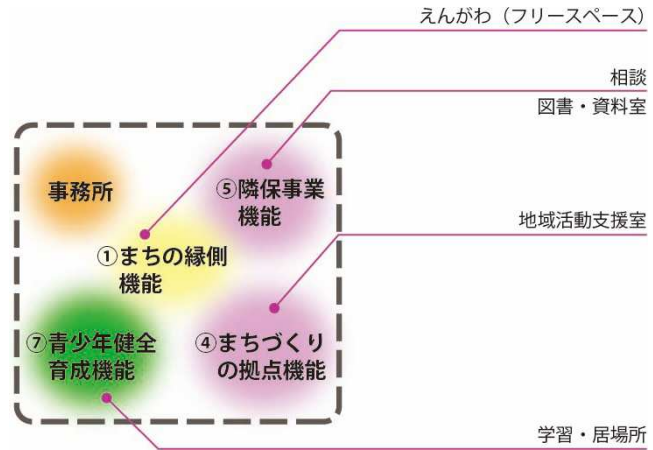 えんがわ（フリースペース）
相談
図書・資料室
事務所
⑤隣保事業
機能
地域活動支援室
①まちの縁側
機能
⑦青少年健全
育成機能
④まちづくり
の拠点機能
学習・居場所